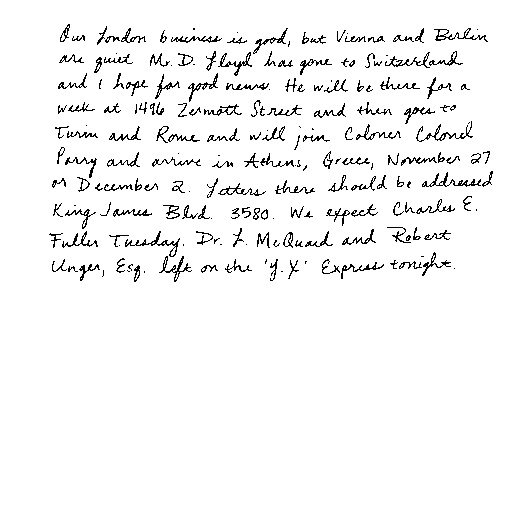 Our London business is good, but Vienna and Berlin
are quiet Mr. D. Lloyd has gone to Switzerland
and I hope for good news. He will be there for a
week at 1496 Zermott Street and then goes to
Turin and Rome and will join Coloner Colonel
Parry and arrive in Athens, Greece, November 27
or December 2. Letters there should be addressed
King James Blvd. 3580. We expect Charles E.
Fuller Tuesday. Dr. L. McQuaid and Robert
Unger, Esq. left on the 'Y.X' Express tonight.